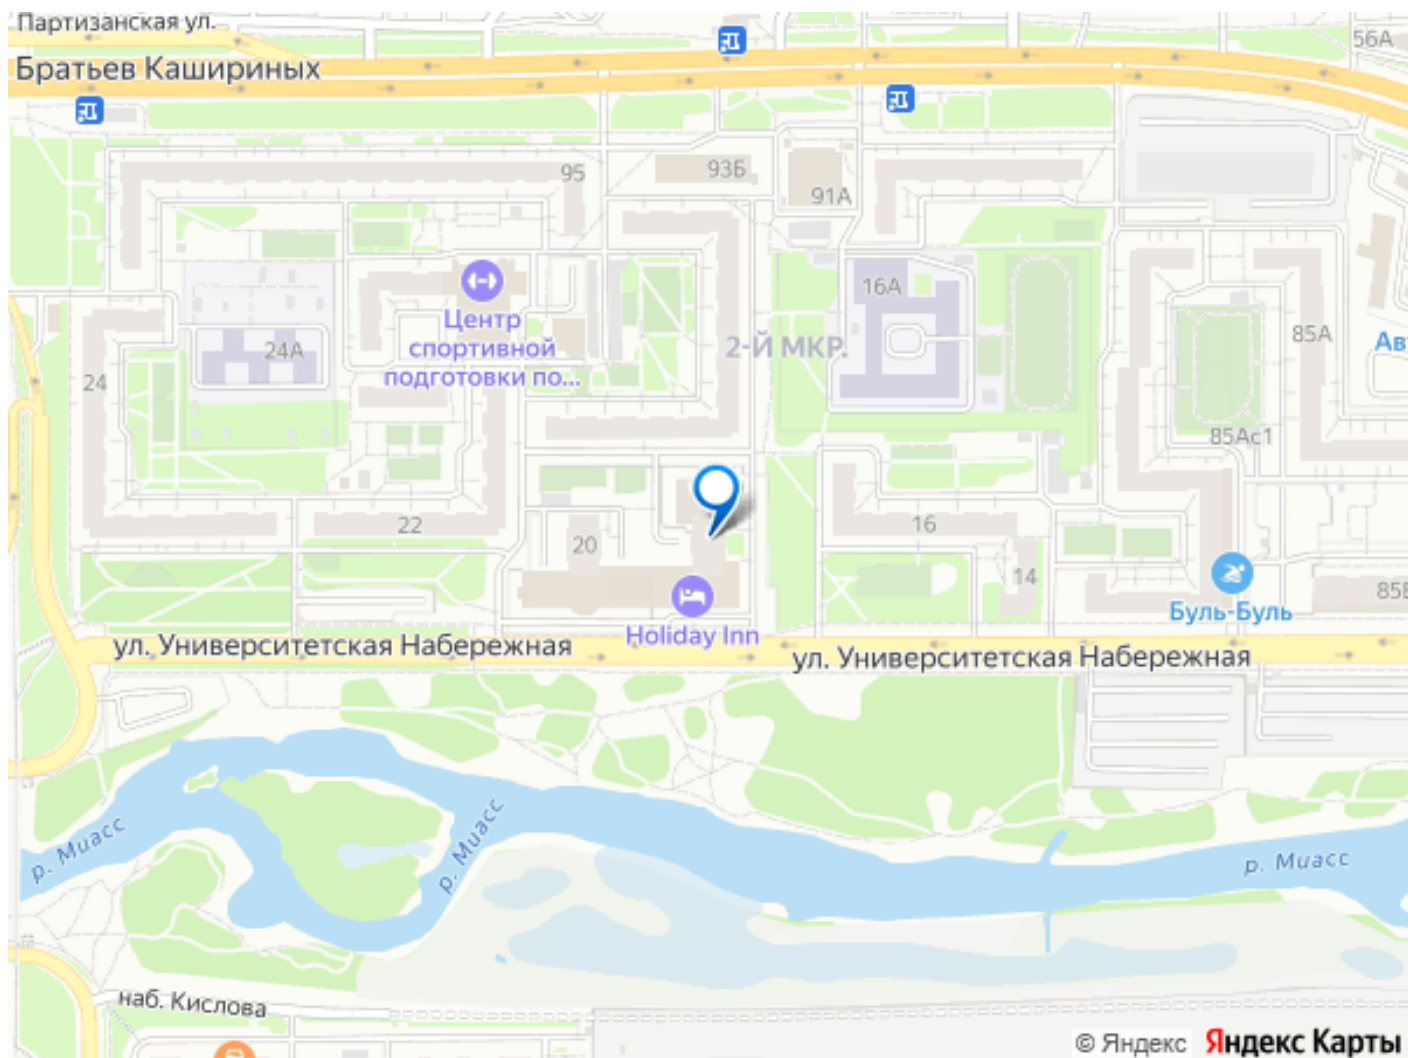 Партизанская ул.
56А
Братьев Кашириных
95
93Б
91А
16А
Центр
спортивной
подготовки по...
2-Й МКР.
85А
Ав
24А
24
85Ас1
22
20
16
14
Буль-Буль
85В
Holiday Inn
ул. Университетская Набережная
ул. Университетская Набережная
р. Миасс
р. Миасс
р. Миасс
наб. Кислова
© Яндекс Яндекс Карты